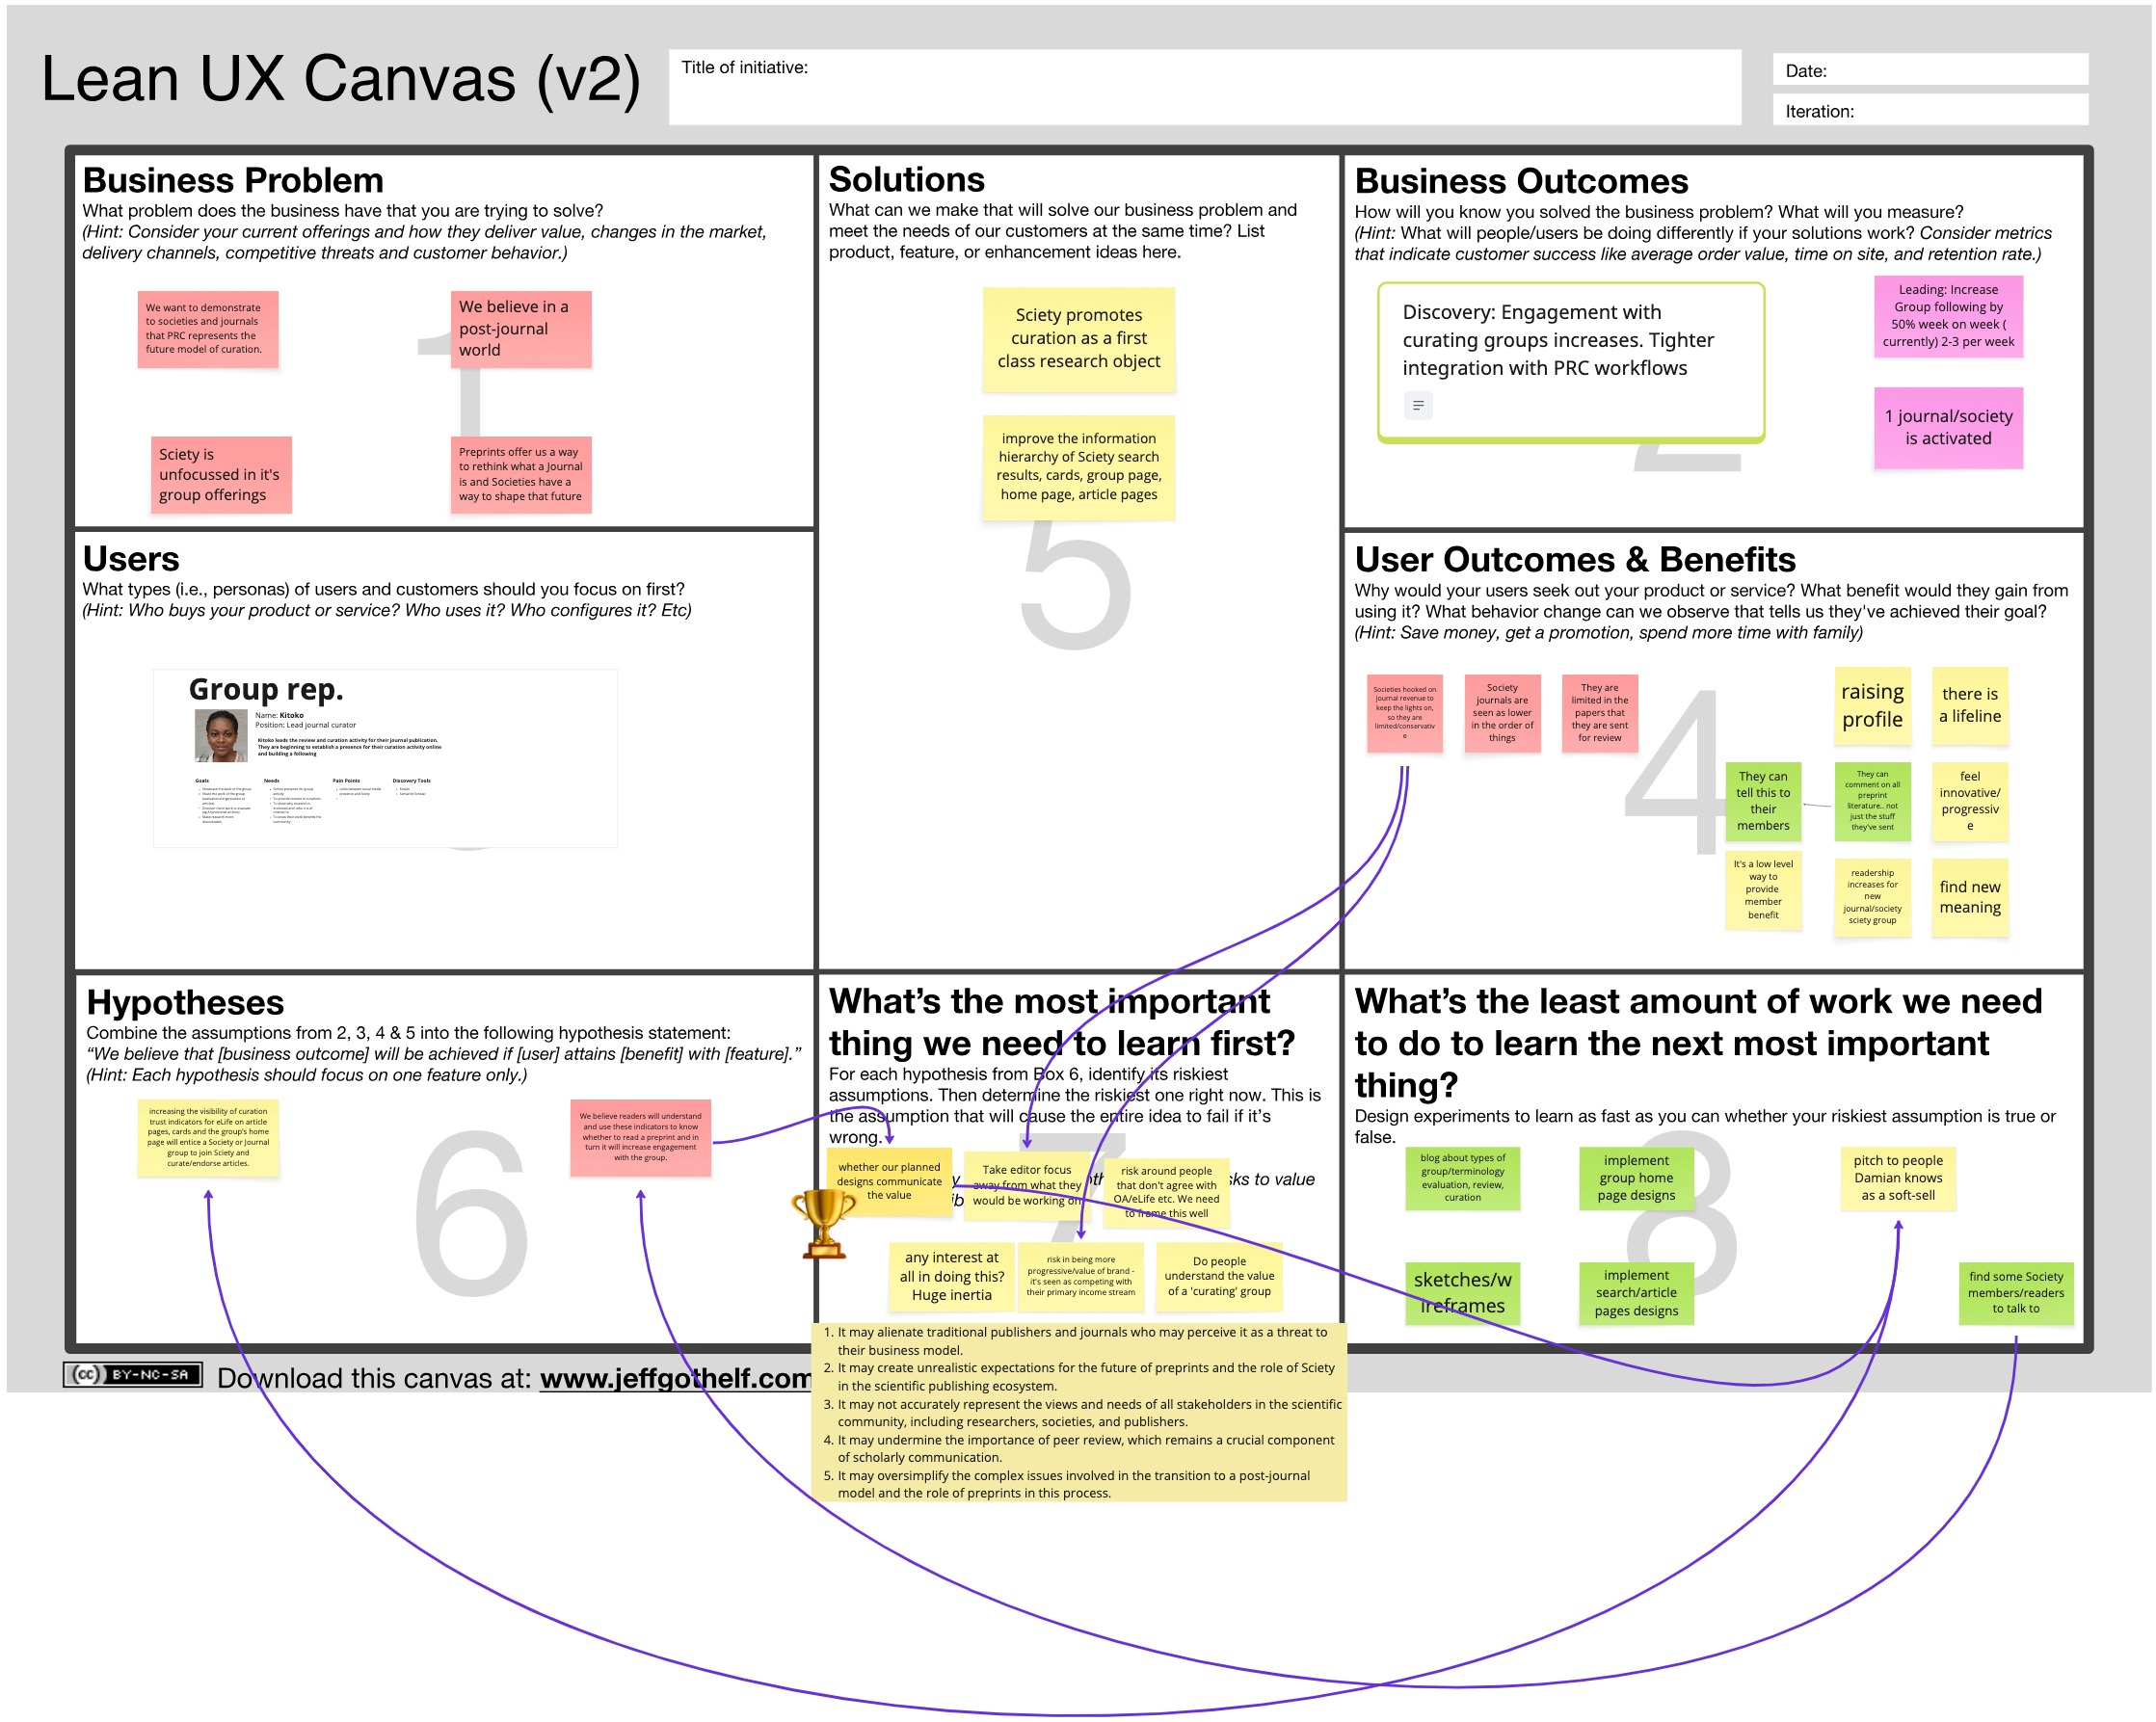 Lean UX Canvas (v2)
Title of initiative:
Date:
Iteration:
Business Problem
What problem does the business have that you are trying to solve?
(Hint: Consider your current offerings and how they deliver value, changes in the market,
delivery channels, competitive threats and customer behavior.)
1
We want to demonstrate
to societies and journals
that PRC represents the
future model of curation.
We believe in a
post-journal
world
Sciety is
unfocussed in it's
group offerings
Preprints offer us a way
to rethink what a Journal
is and Societies have a
way to shape that future
Solutions
What can we make that will solve our business problem and
meet the needs of our customers at the same time? List
product, feature, or enhancement ideas here.
Sciety promotes
curation as a first
class research object
improve the information
hierarchy of Sciety search
results, cards, group page,
home page, article pages
5
Business Outcomes
How will you know you solved the business problem? What will you measure?
(Hint: What will people/users be doing differently if your solutions work? Consider metrics
that indicate customer success like average order value, time on site, and retention rate.)
Discovery: Engagement with
curating groups increases. Tighter
integration with PRC workflows
Leading: Increase
Group following by
50% week on week (
currently) 2-3 per week
1 journal/society
is activated
Users
What types (i.e., personas) of users and customers should you focus on first?
(Hint: Who buys your product or service? Who uses it? Who configures it? Etc)
Group rep.
Name: Kitoko
Position: Lead journal curator
Kitoko leads the review and curation activity for their journal publication.
They are beginning to establish a presence for their curation activity online
and building a following
Goals
Needs
Pain Points
Discovery Tools
User Outcomes & Benefits
Why would your users seek out your product or service? What benefit would they gain from
using it? What behavior change can we observe that tells us they've achieved their goal?
(Hint: Save money, get a promotion, spend more time with family)
4
Societies hooked on
journal revenue to
keep the lights on,
so they are
limited/conservativ
e
Society
journals are
seen as lower
in the order of
things
They are
limited in the
papers that
they are sent
for review
raising
profile
there is
a lifeline
They can
tell this to
their
members
They can
comment on all
preprint
literature.. not
just the stuff
they've sent
feel
innovative/
progressiv
e
It's a low level
way to
provide
member
benefit
readership
increases for
new
journal/society
sciety group
find new
meaning
Hypotheses
Combine the assumptions from 2, 3, 4 & 5 into the following hypothesis statement:
“We believe that [business outcome] will be achieved if [user] attains [benefit] with [feature].”
(Hint: Each hypothesis should focus on one feature only.)
6
increasing the visibility of curation
trust indicators for eLife on article
pages, cards and the group's home
page will entice a Society or Journal
group to join Sciety and
curate/endorse articles.
We believe readers will understand
and use these indicators to know
whether to read a preprint and in
turn it will increase engagement
with the group.
What’s the most important
thing we need to learn first?
For each hypothesis from Box 6, identify its riskiest
assumptions. Then determine the riskiest one right now. This is
the assumption that will cause the entire idea to fail if it’s
wrong.
sks to value
whether our planned
designs communicate
the value
Take editor focus
away from what they
would be working on
risk around people
that don't agree with
OA/eLife etc. We need
to frame this well
any interest at
all in doing this?
Huge inertia
risk in being more
progressive/value of brand -
it's seen as competing with
their primary income stream
Do people
understand the value
of a 'curating' group
1. It may alienate traditional publishers and journals who may perceive it as a threat to
their business model.
2. It may create unrealistic expectations for the future of preprints and the role of Sciety
in the scientific publishing ecosystem.
3. It may not accurately represent the views and needs of all stakeholders in the scientific
community, including researchers, societies, and publishers.
4. It may undermine the importance of peer review, which remains a crucial component
of scholarly communication.
5. It may oversimplify the complex issues involved in the transition to a post-journal
model and the role of preprints in this process.
What’s the least amount of work we need
to do to learn the next most important
thing?
Design experiments to learn as fast as you can whether your riskiest assumption is true or
false.
8
blog about types of
group/terminology
evaluation, review,
curation
implement
group home
page designs
pitch to people
Damian knows
as a soft-sell
sketches/w
ireframes
implement
search/article
pages designs
find some Society
members/readers
to talk to
(cc) BY-NC-SA
Download this canvas at: www.jeffgothelf.com